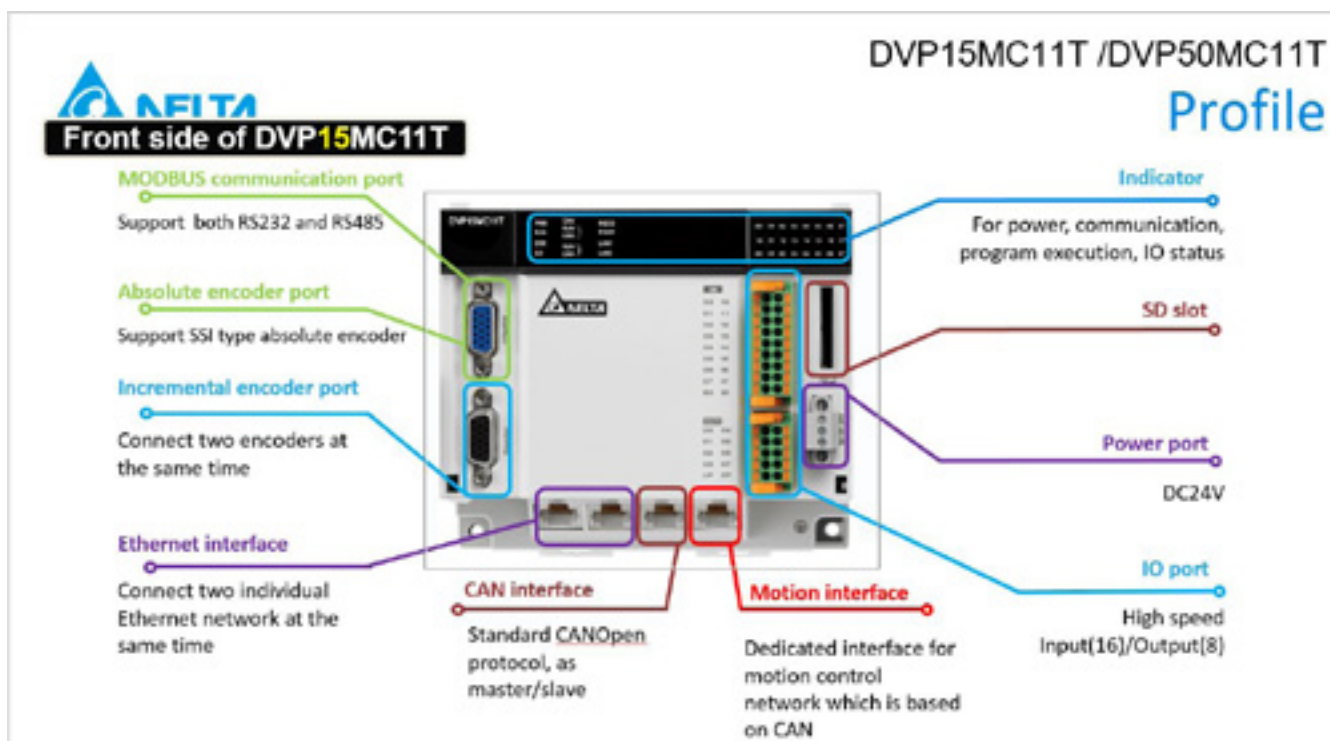 DVP15MC11T /DVP50MC11T
Profile
Front side of DVP15MC11T
MODBUS communication port
Support both RS232 and RS485
Absolute encoder port
Support SSI type absolute encoder
Incremental encoder port
Connect two encoders at
the same time
Ethernet interface
Connect two individual
Ethernet network at the
same time
CAN interface
Standard CANOpen
protocol, as
master/slave
Motion interface
Dedicated interface for
motion control
network which is based
on CAN
Indicator
For power, communication,
program execution, IO status
SD slot
Power port
DC24V
IO port
High speed
Input(16)/Output(8)
DVP15MC11T
DELTA